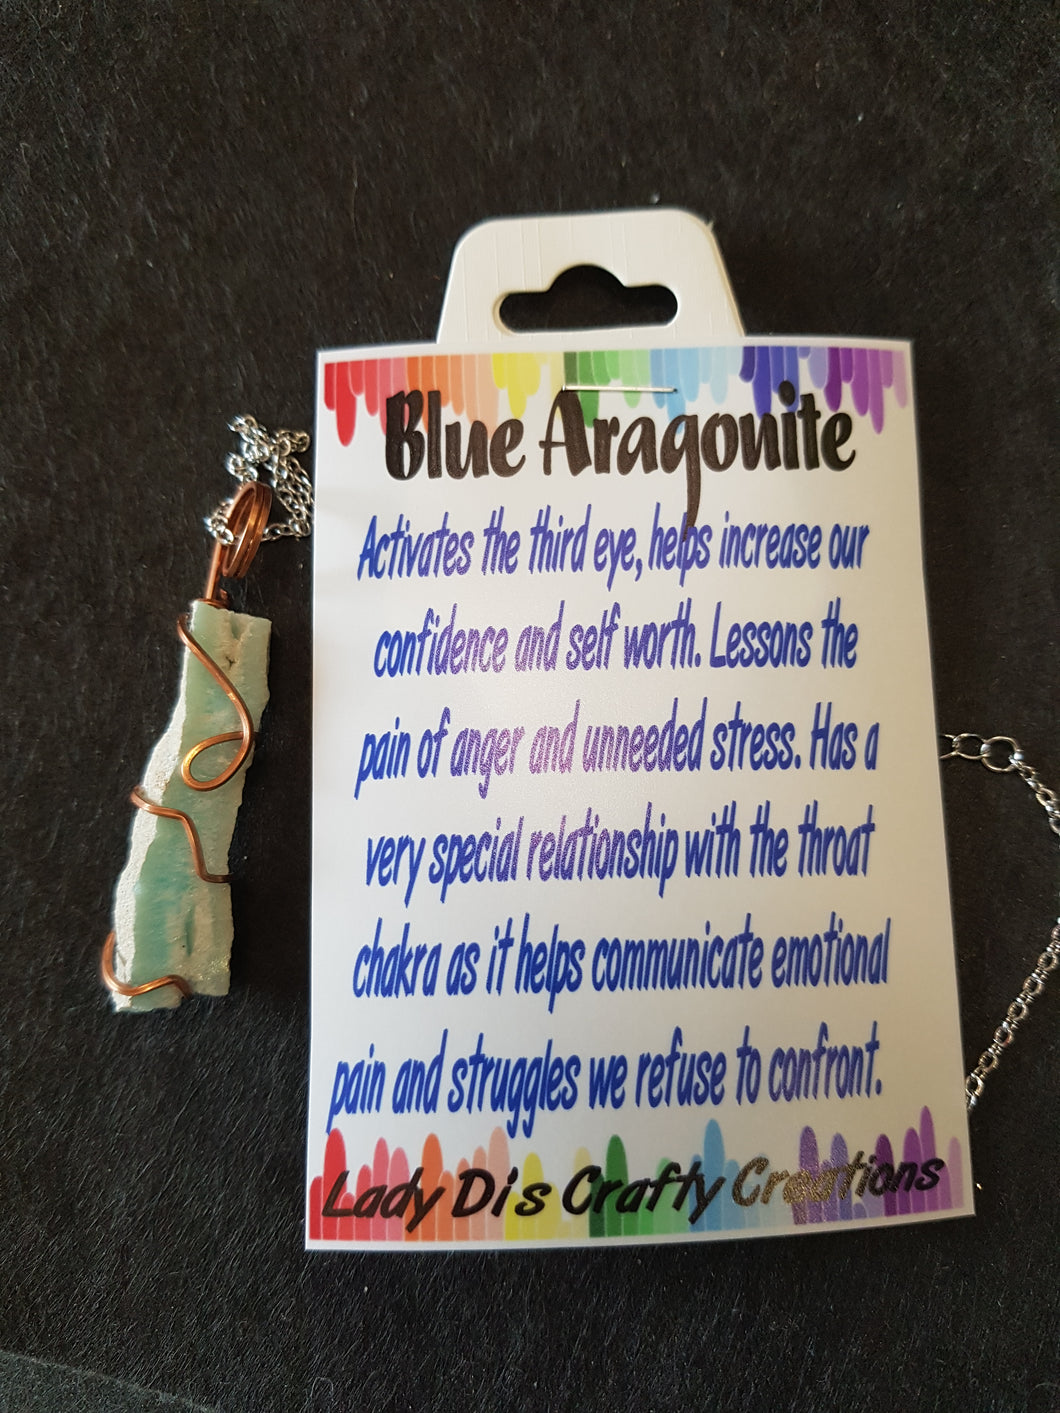 Blue Aragonite
Activates the third eye, helps increase our
confidence and self worth. Lessons the
pain of anger and unneeded stress. Has a
very special relationship with the throat
chakra as it helps communicate emotional
pain and struggles we refuse to confront.
Lady Dis Crafty Creations